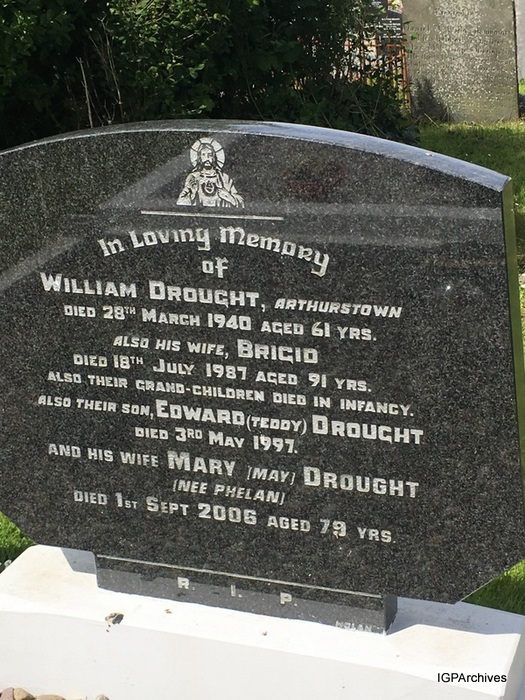 In Loving Memory
of
WILLIAM DROUGHT, ARTHURSTOWN
DIED 28TH MARCH 1940 AGED 61 YRS.
ALSO HIS WIFE, BRIGID
DIED 18TH JULY 1987 AGED 91 YRS.
ALSO THEIR GRAND-CHILDREN DIED IN INFANCY.
ALSO THEIR SON, EDWARD (TEDDY) DROUGHT
DIED 3RD MAY 1997.
AND HIS WIFE MARY (MAY) DROUGHT
(NEE PHELAN)
DIED 1ST SEPT 2006 AGED 79 YRS.
R. I. P
NOLAN
IGPArchives